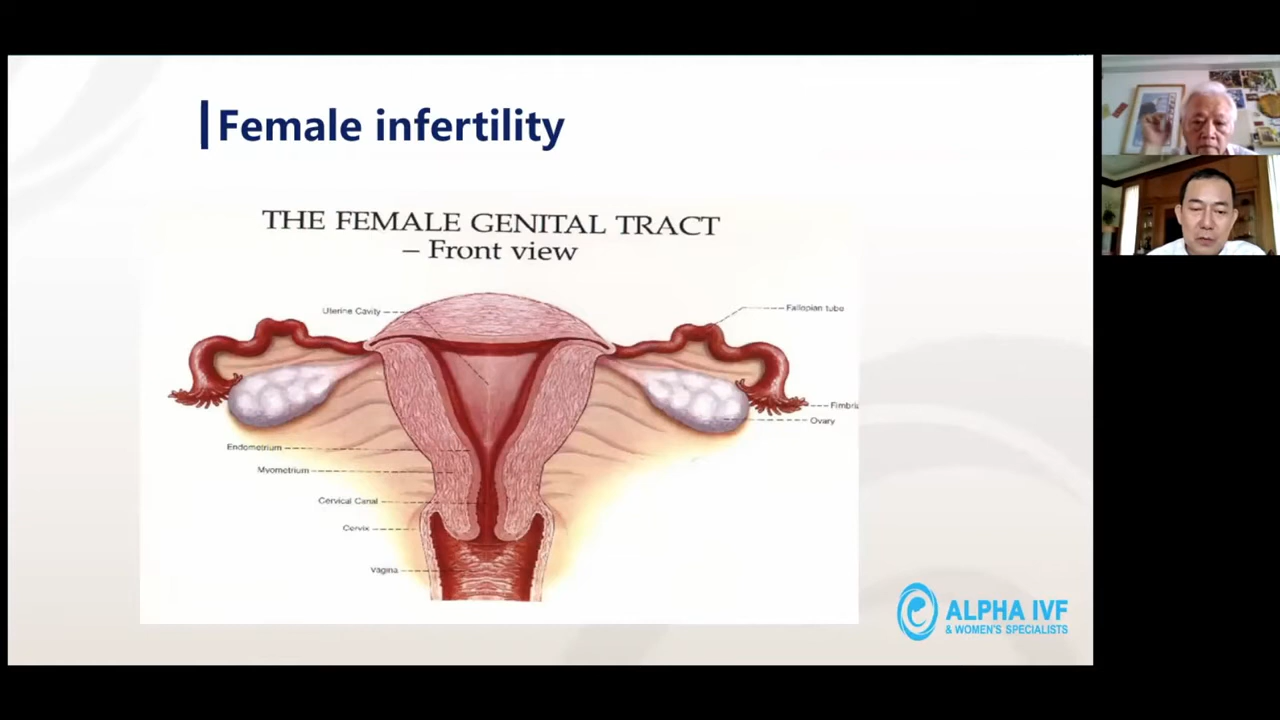 Female infertility
THE FEMALE GENITAL TRACT
– Front view
Uterine Cavity
Fallopian tube
Fimbria
Ovary
Endometrium
Myometrium
Cervical Canal
Cervix
Vagina
ALPHA IVF
& WOMEN'S SPECIALISTS